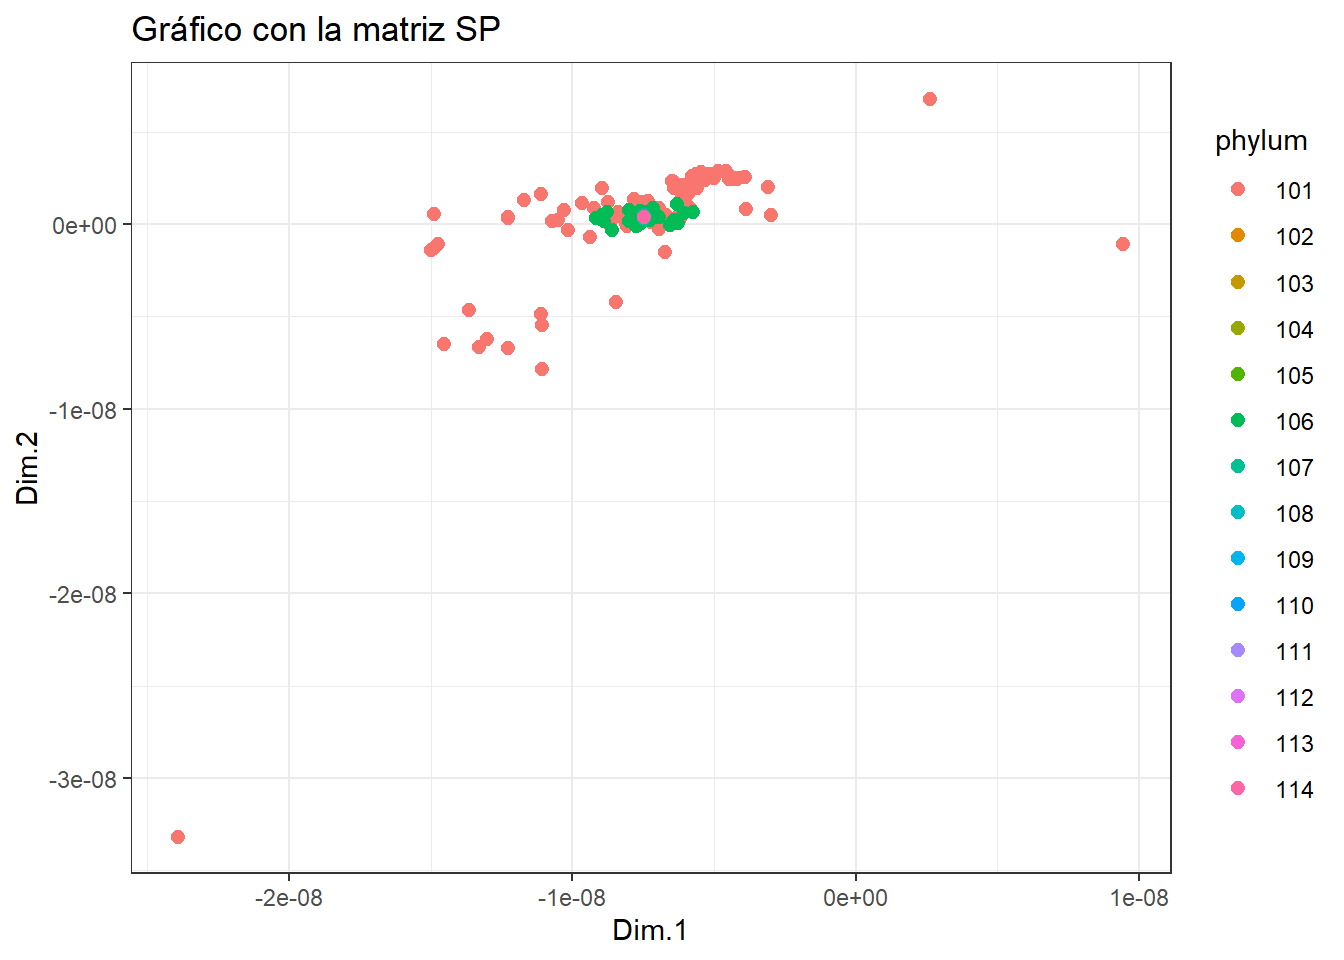 Gráfico con la matriz SP
phylum
101
102
103
104
105
106
107
108
109
110
111
112
113
114
0e+00
-1e-08
-2e-08
-3e-08
Dim.2
-2e-08
-1e-08
0e+00
1e-08
Dim.1